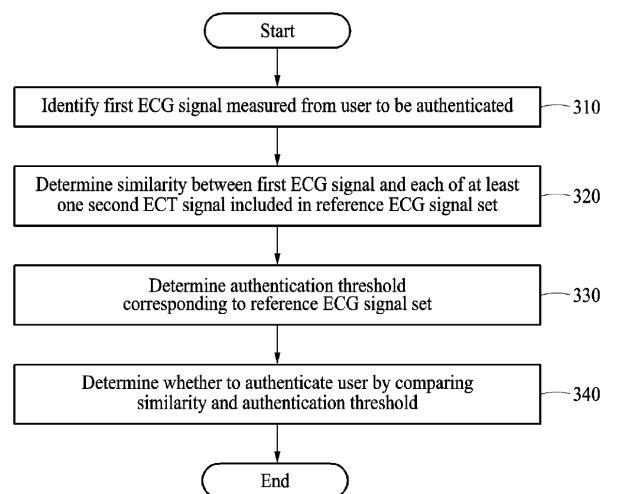 Start
Identify first ECG signal measured from user to be authenticated
310
Determine similarity between first ECG signal and each of at least
one second ECT signal included in reference ECG signal set
320
Determine authentication threshold
corresponding to reference ECG signal set
330
Determine whether to authenticate user by comparing
similarity and authentication threshold
340
End